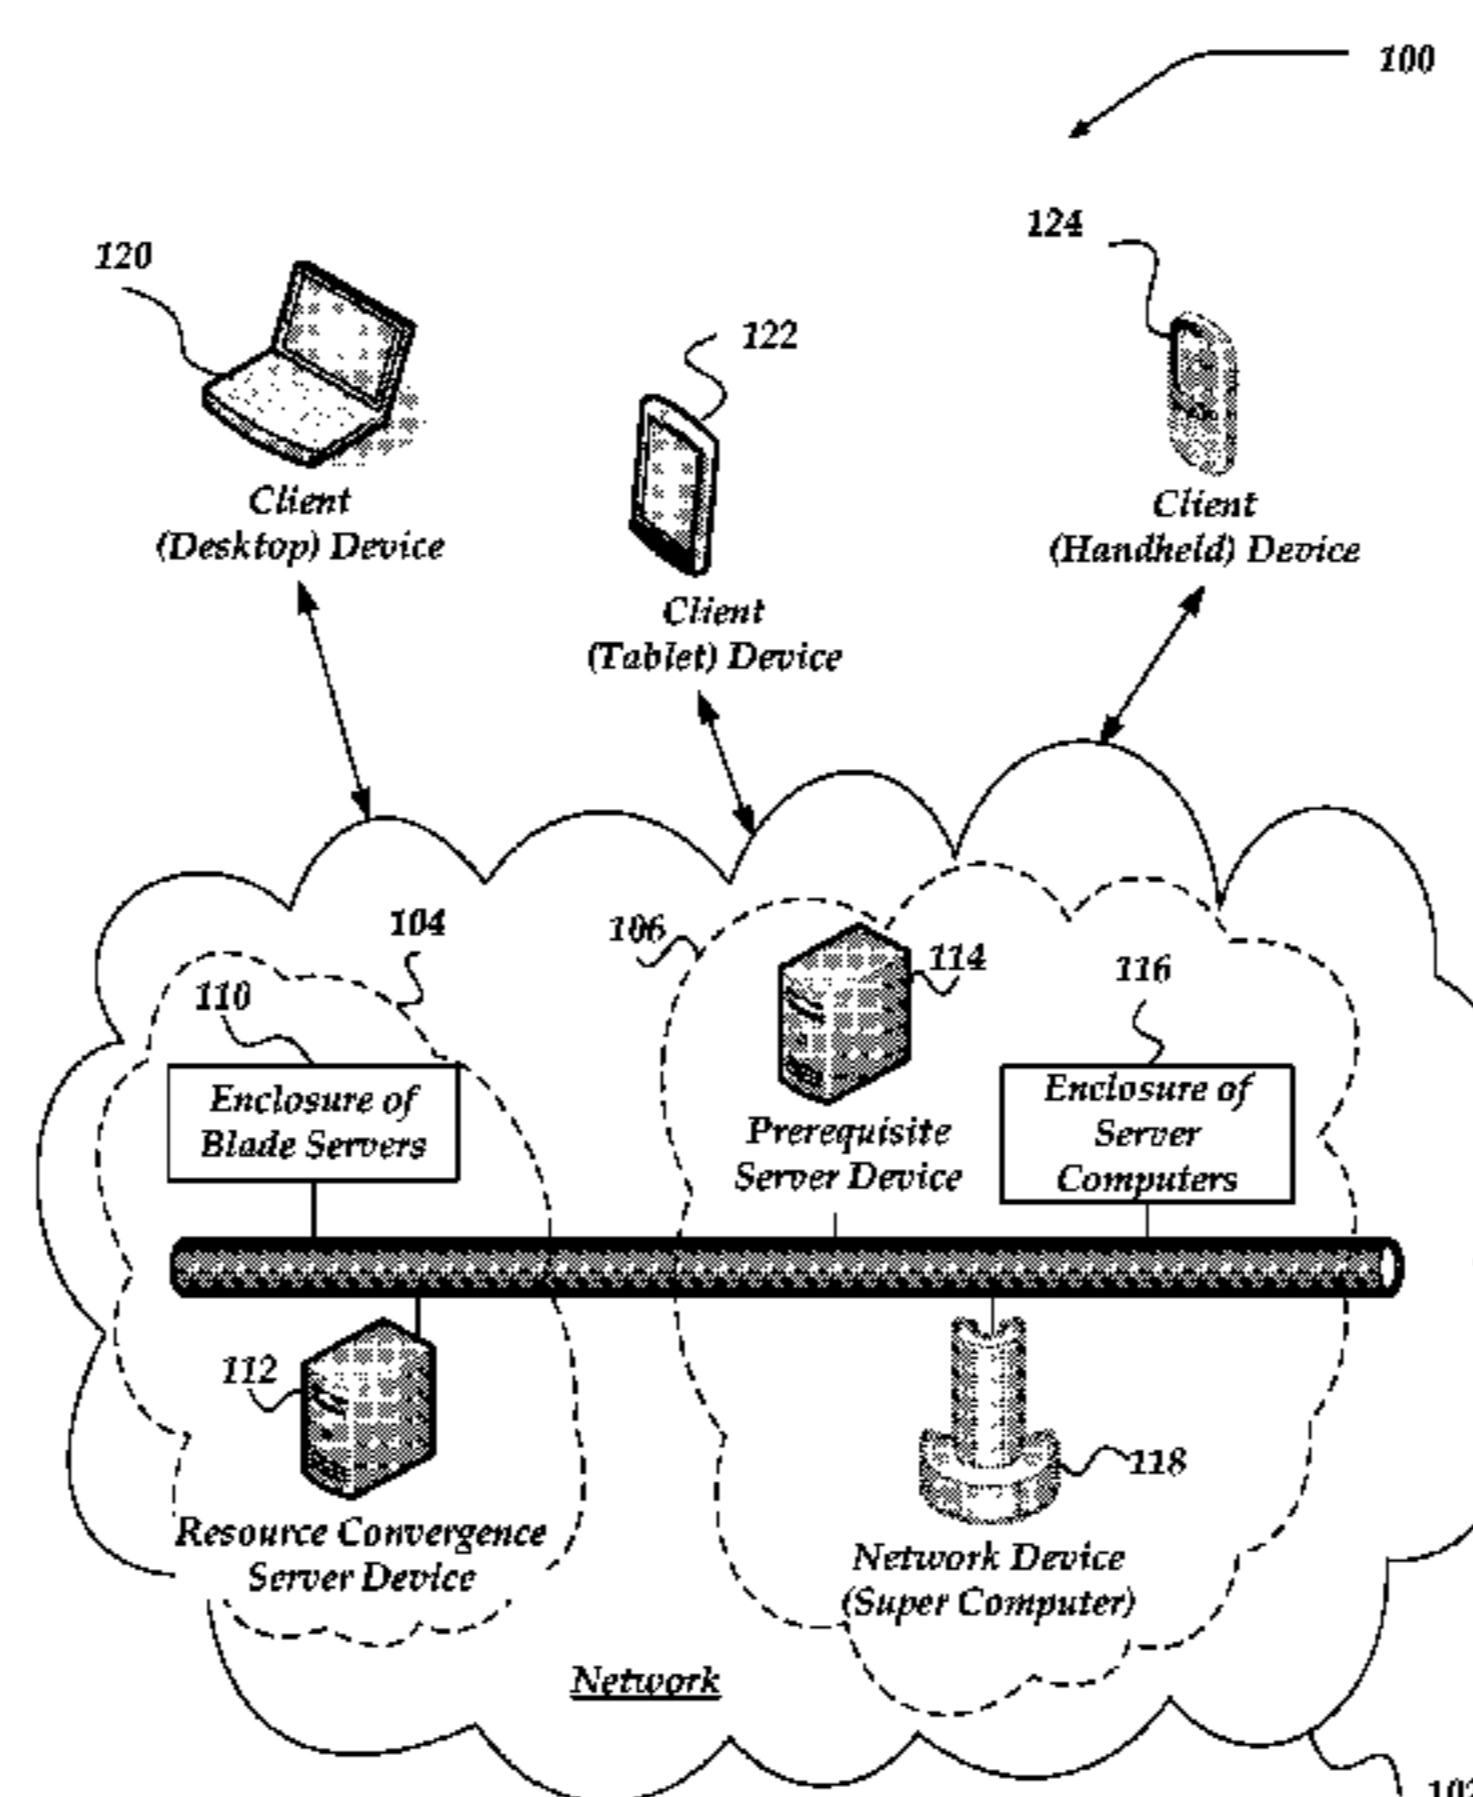 100
124
120
122
Client
(Desktop) Device
Client
(Handheld) Device
Client
(Tablet) Device
104
106
114
116
110
Enclosure of
Blade Servers
Prerequisite
Server Device
Enclosure of
Server
Computers
112
118
Resource Convergence
Server Device
Network Device
(Super Computer)
Network